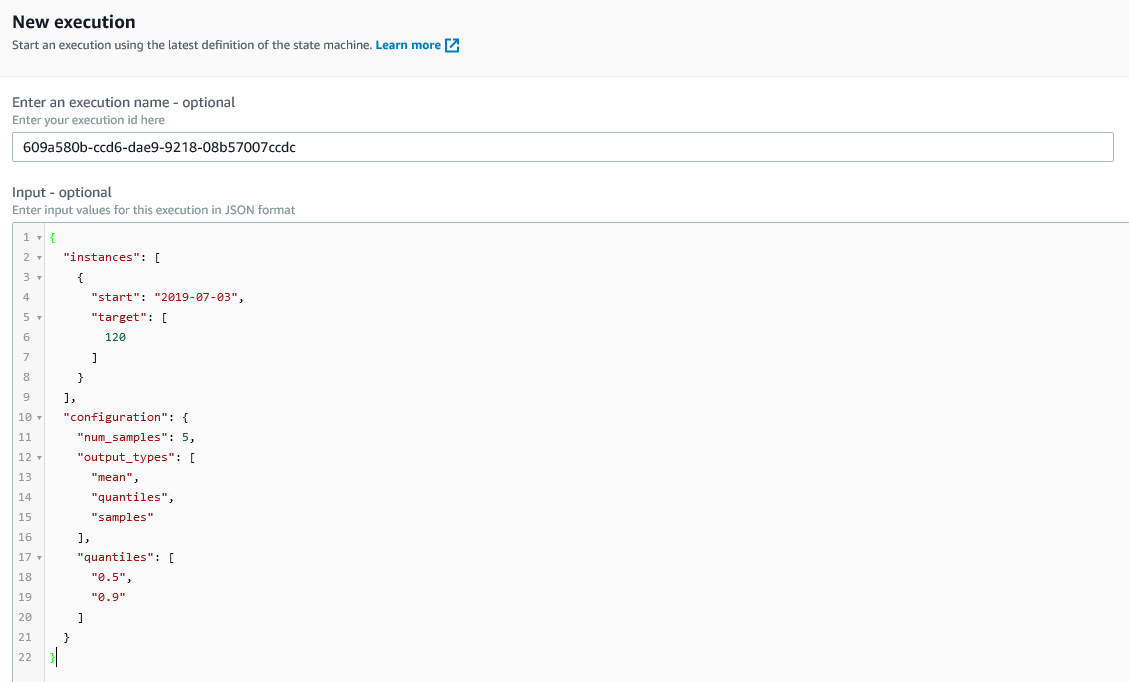 New execution
Start an execution using the latest definition of the state machine. Learn more
Enter an execution name - optional
Enter your execution id here
609a580b-ccd6-dae9-9218-08b57007ccdc
Input - optional
Enter input values for this execution in JSON format
1 {
2 "instances": [
3 {
4 "start": "2019-07-03",
5 "target": [
6 120
7 ]
8 }
9 ],
10 "configuration": {
11 "num_samples": 5,
12 "output_types": [
13 "mean",
14 "quantiles",
15 "samples"
16 ],
17 "quantiles": [
18 "0.5",
19 "0.9"
20 ]
21 }
22 }